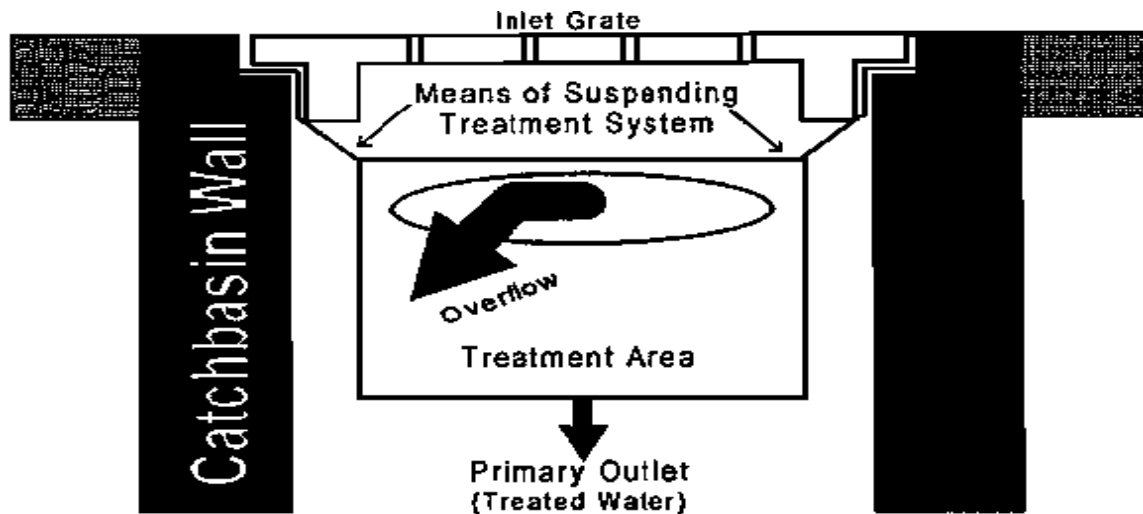 Inlet Grate
Means of Suspending
Treatment System
Catchbasin Wall
Overflow
Treatment Area
Primary Outlet
(Treated Water)